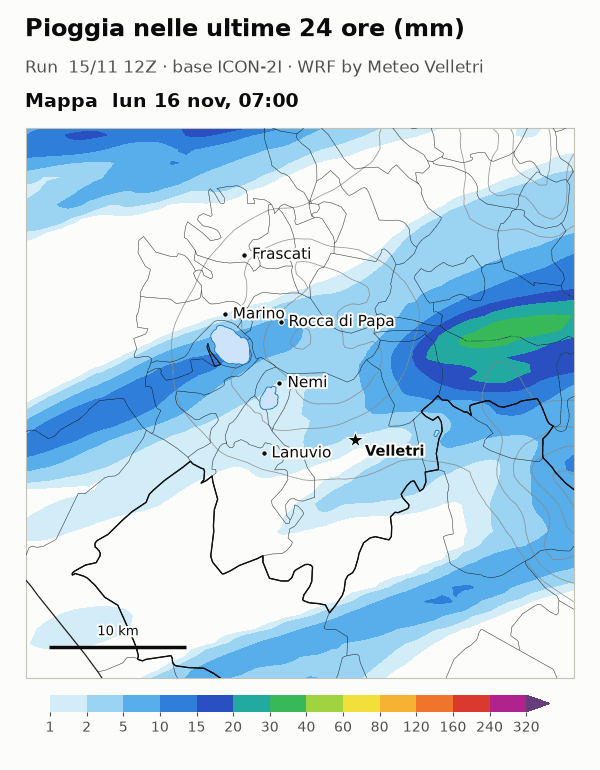 Pioggia nelle ultime 24 ore (mm)
Run 15/11 12Z · base ICON-2I · WRF by Meteo Velletri
Mappa lun 16 nov, 07:00
Frascati
Marino
Rocca di Papa
Nemi
Velletri
Lanuvio
10 km
1 2 5 10 15 20 30 40 60 80 120 160 240 320